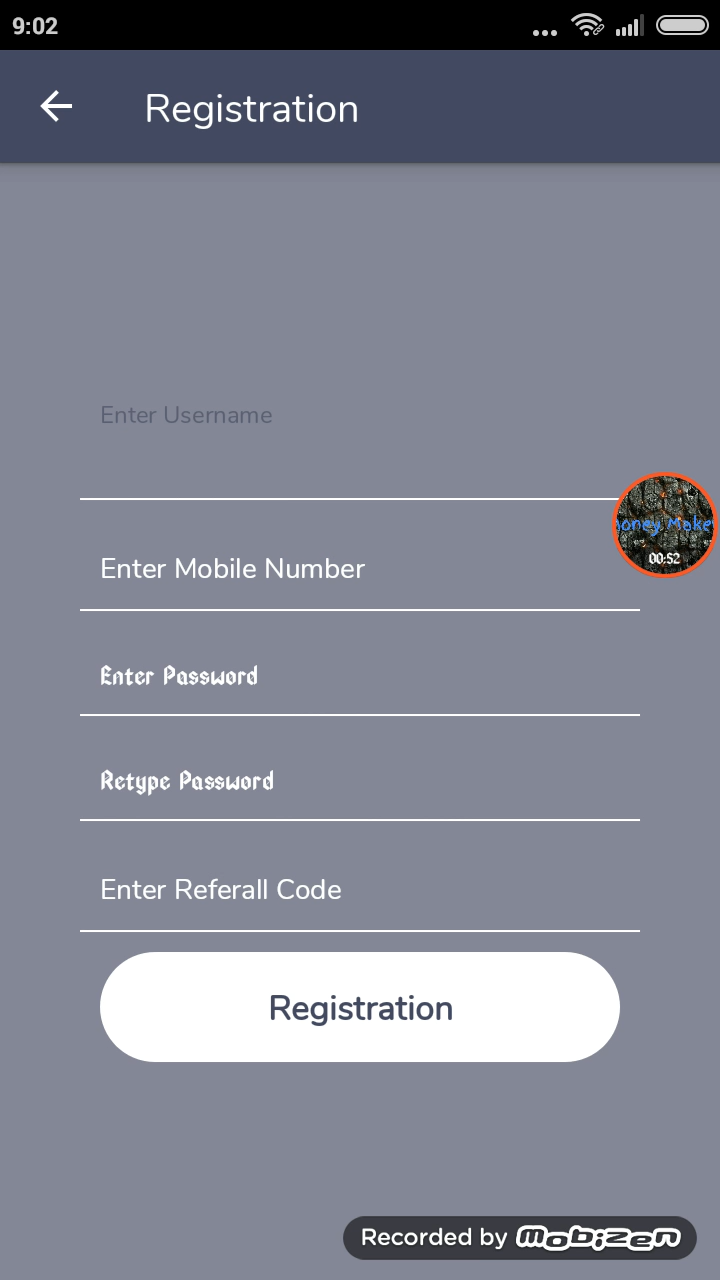 9:02
Registration
Enter Username
Enter Mobile Number
00:52
Enter Password
Retype Password
Enter Referall Code
Registration
Recorded by mobizen